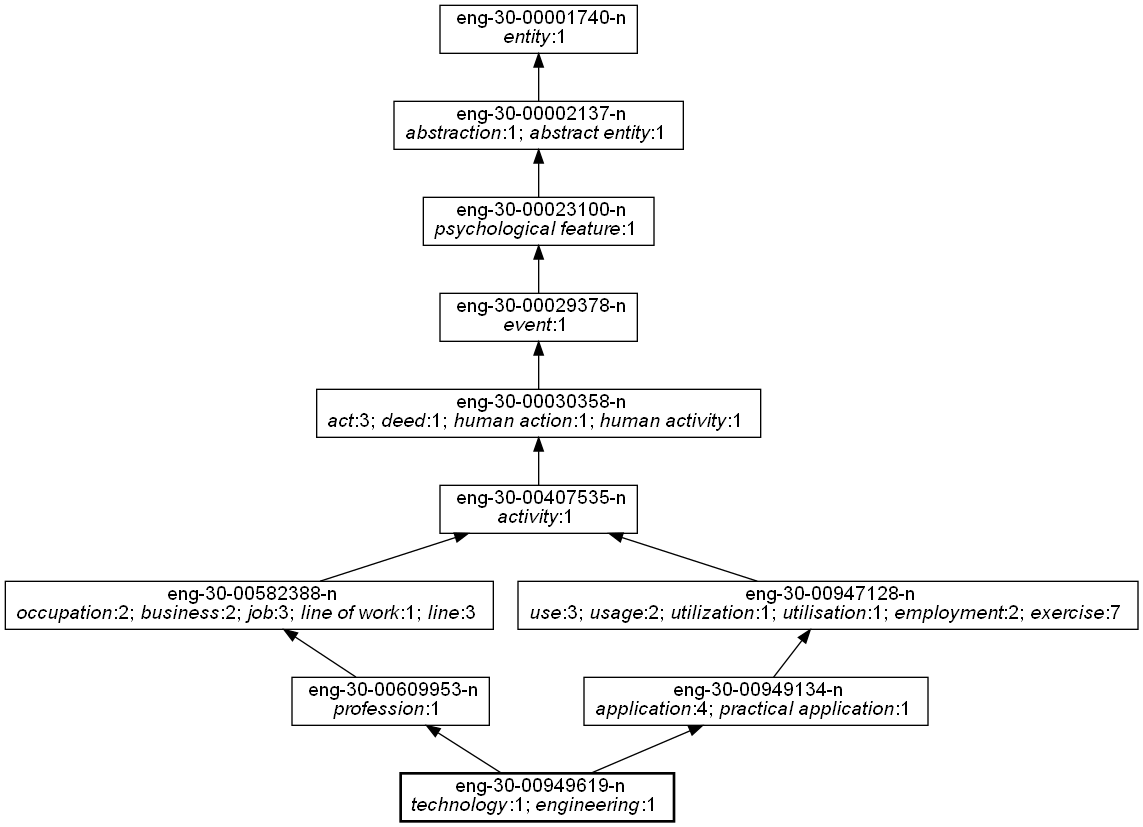 eng-30-00001740-n
entity:1
eng-30-00002137-n
abstraction:1; abstract entity:1
eng-30-00023100-n
psychological feature:1
eng-30-00029378-n
event:1
eng-30-00030358-n
act:3; deed:1; human action:1; human activity:1
eng-30-00407535-n
activity:1
eng-30-00582388-n
occupation:2; business:2; job:3; line of work:1; line:3
eng-30-00947128-n
use:3; usage:2; utilization:1; utilisation:1; employment:2; exercise:7
eng-30-00609953-n
profession:1
eng-30-00949134-n
application:4; practical application:1
eng-30-00949619-n
technology:1; engineering:1